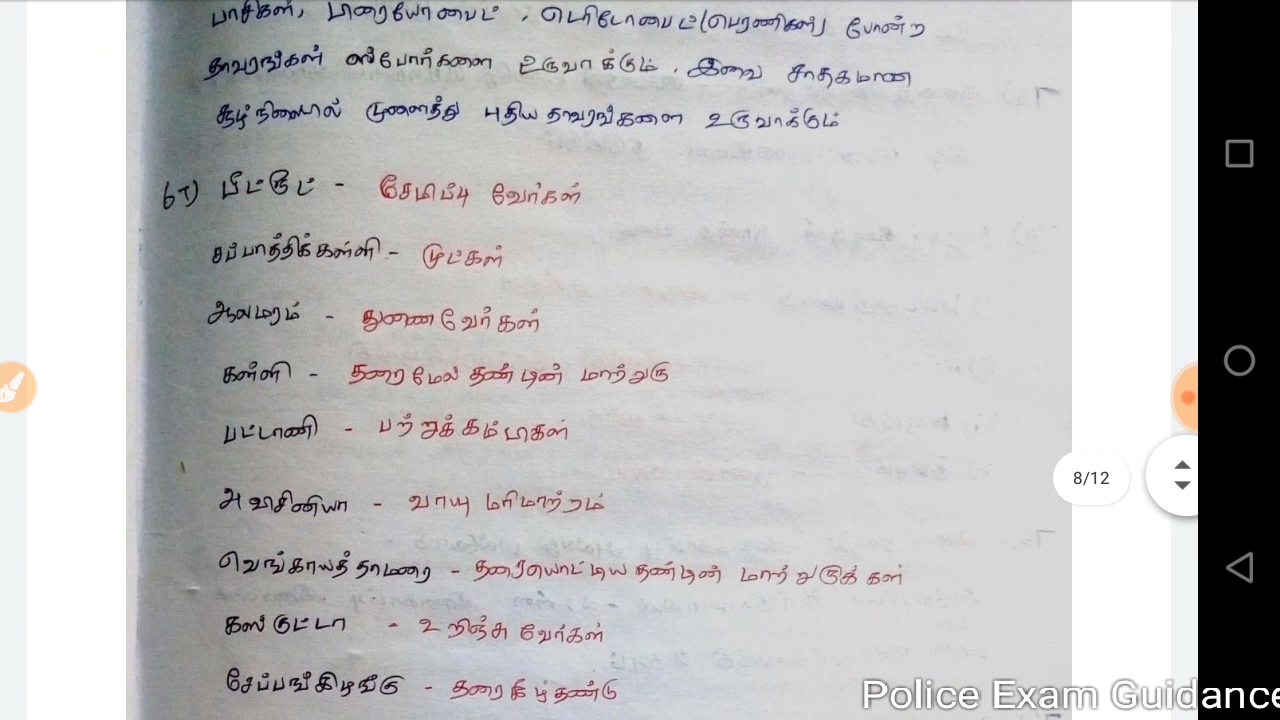 பாசிகள், பிரையோபைட், டெரிடோபைட் (பெரணிகள்) போன்ற
தாவரங்கள் ஸ்போர்களை உருவாக்கும். இவை சாதகமான
சூழ்நிலையில் முளைத்து புதிய தாவரங்களை உருவாக்கும்
பீட்ரூட் - சேமிப்பு வேர்கள்
சப்பாத்திக்கள்ளி - முட்கள்
ஆலமரம் - துணை வேர்கள்
கள்ளி - தரைமேல் தண்டின் மாற்றுரு
பட்டாணி - பற்றுக்கம்பிகள்
அவிசினியா - வாயு பரிமாற்றம்
வெங்காயத்தாமரை - தரையொட்டிய தண்டின் மாற்றுருக்கள்
கஸ்குட்டா - உறிஞ்சு வேர்கள்
சேப்பங்கிழங்கு - தரைகீழ்தண்டு
8/12
Police Exam Guidance